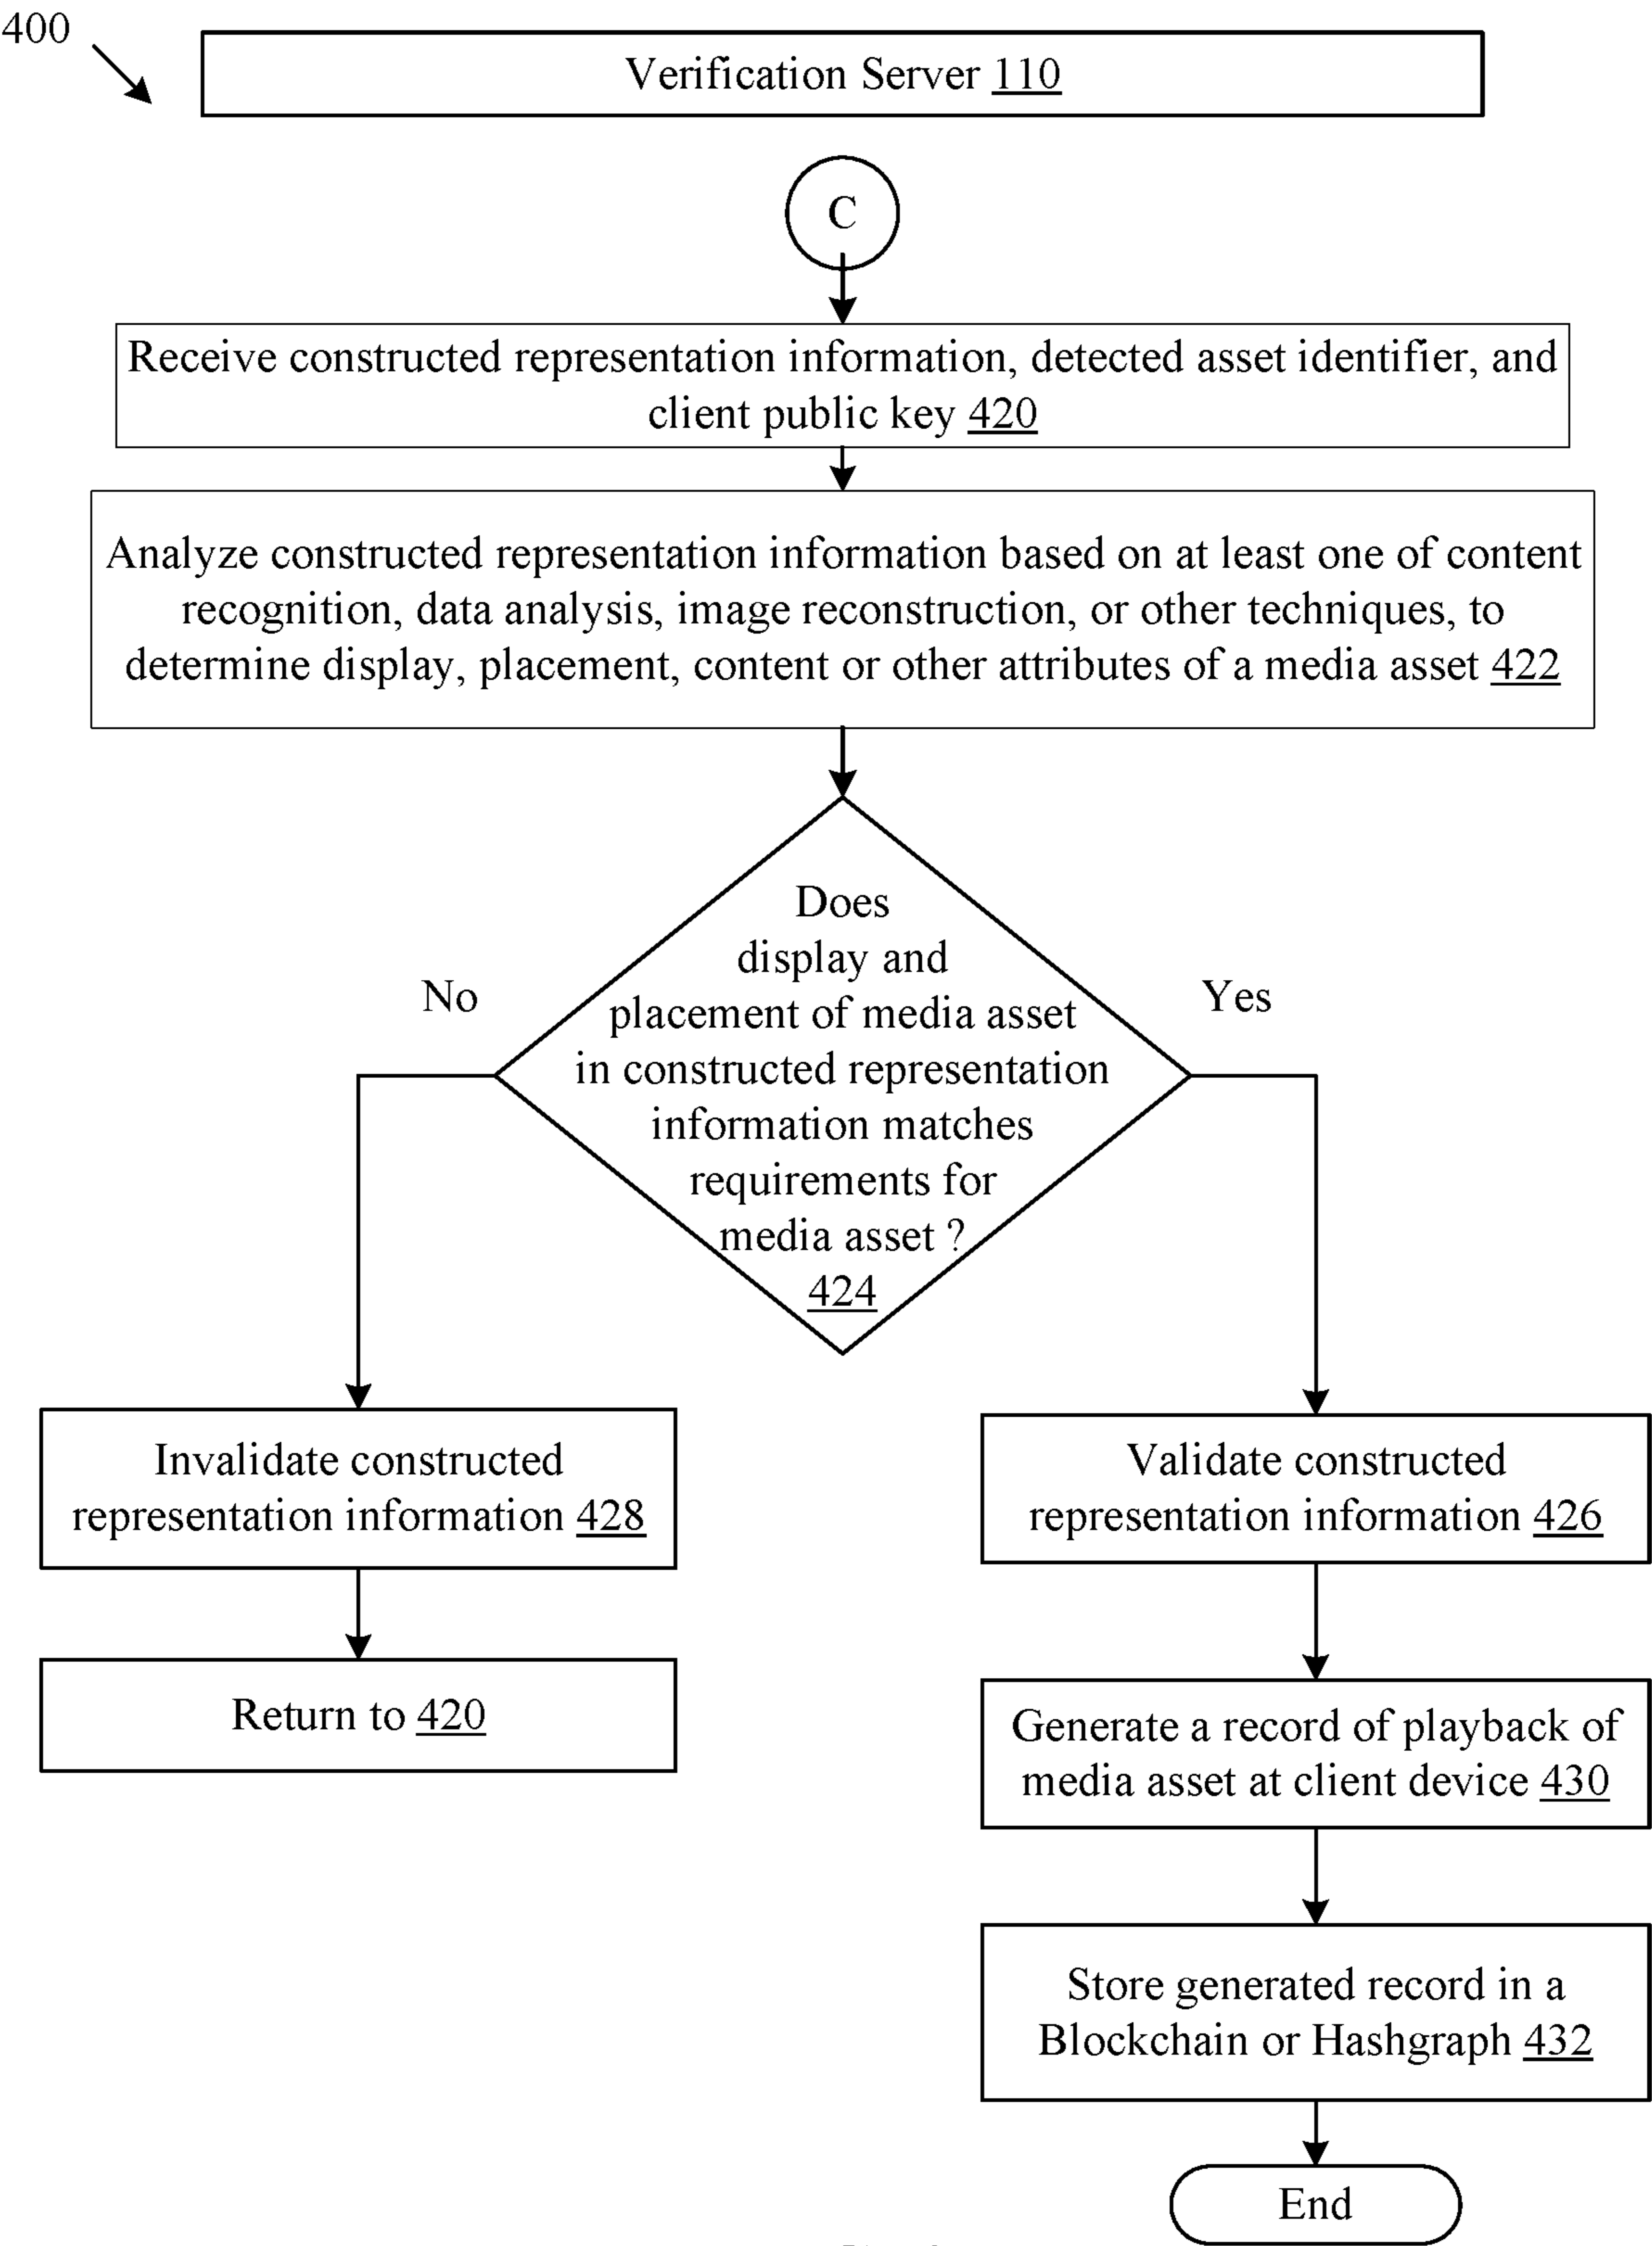 400
Verification Server 110
C
Receive constructed representation information, detected asset identifier, and
client public key 420
Analyze constructed representation information based on at least one of content
recognition, data analysis, image reconstruction, or other techniques, to
determine display, placement, content or other attributes of a media asset 422
Does
display and
placement of media asset
in constructed representation
information matches
requirements for
media asset ?
424
No
Yes
Invalidate constructed
representation information 428
Return to 420
Validate constructed
representation information 426
Generate a record of playback of
media asset at client device 430
Store generated record in a
Blockchain or Hashgraph 432
End